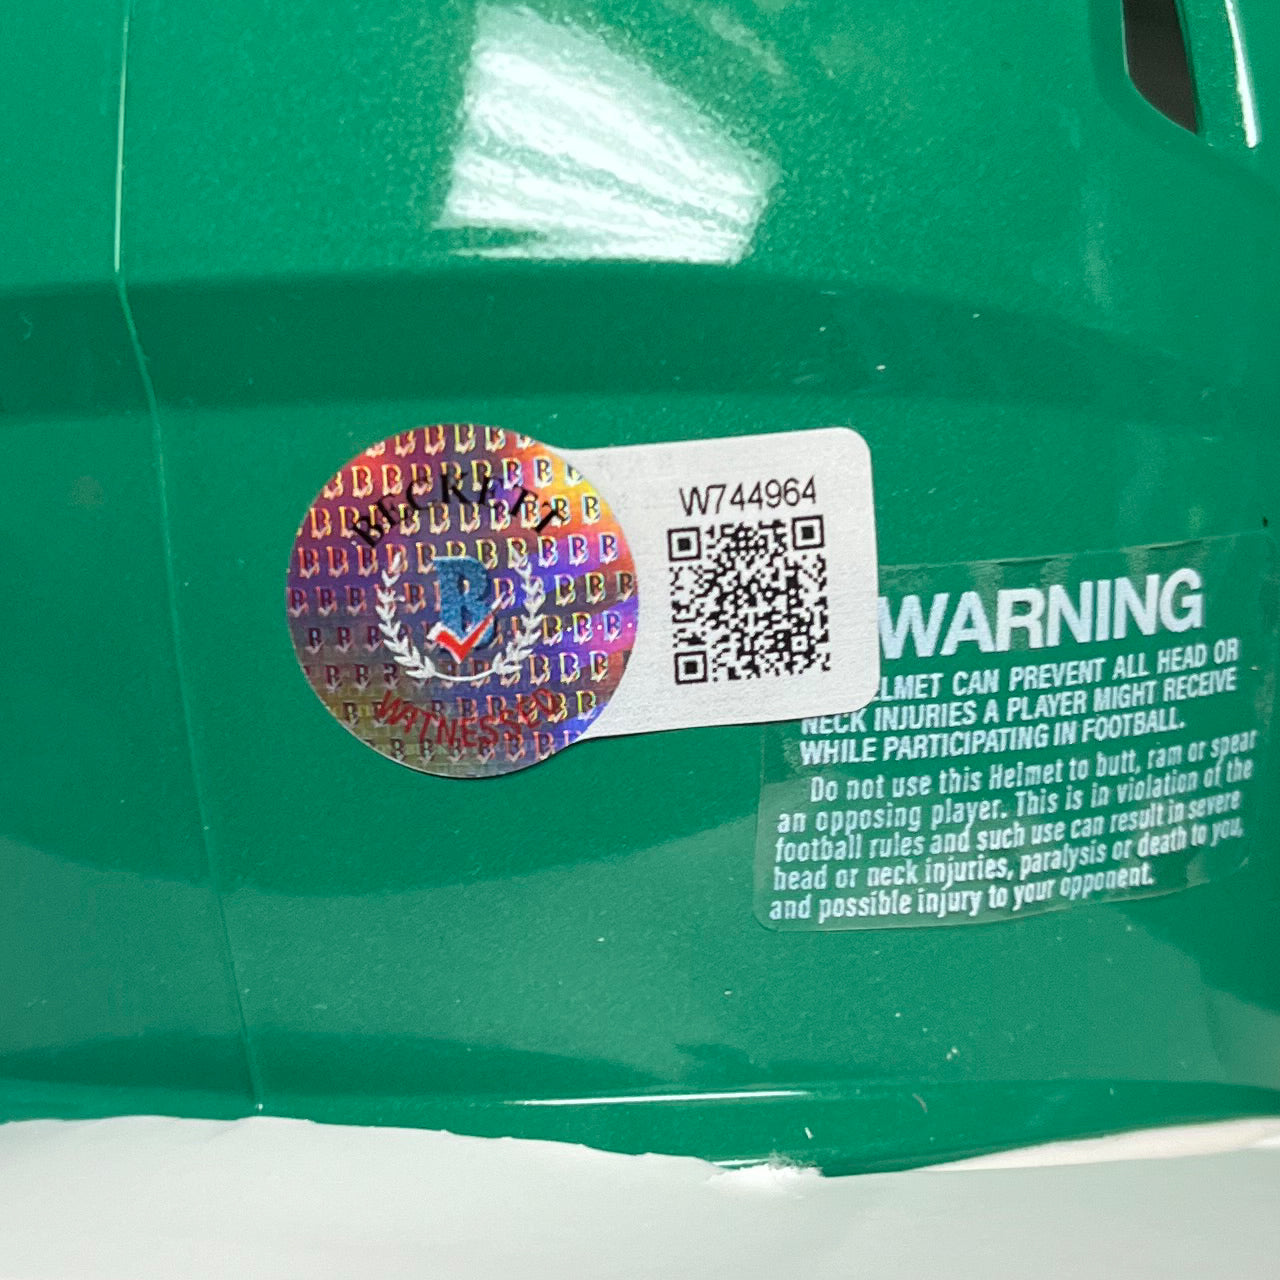 BECKETT
B
WITNESSED
W744964
WARNING
HELMET CAN PREVENT ALL HEAD OR
NECK INJURIES A PLAYER MIGHT RECEIVE
WHILE PARTICIPATING IN FOOTBALL.
Do not use this Helmet to butt, ram or spear
an opposing player. This is in violation of the
football rules and such use can result in severe
head or neck injuries, paralysis or death to you,
and possible injury to your opponent.